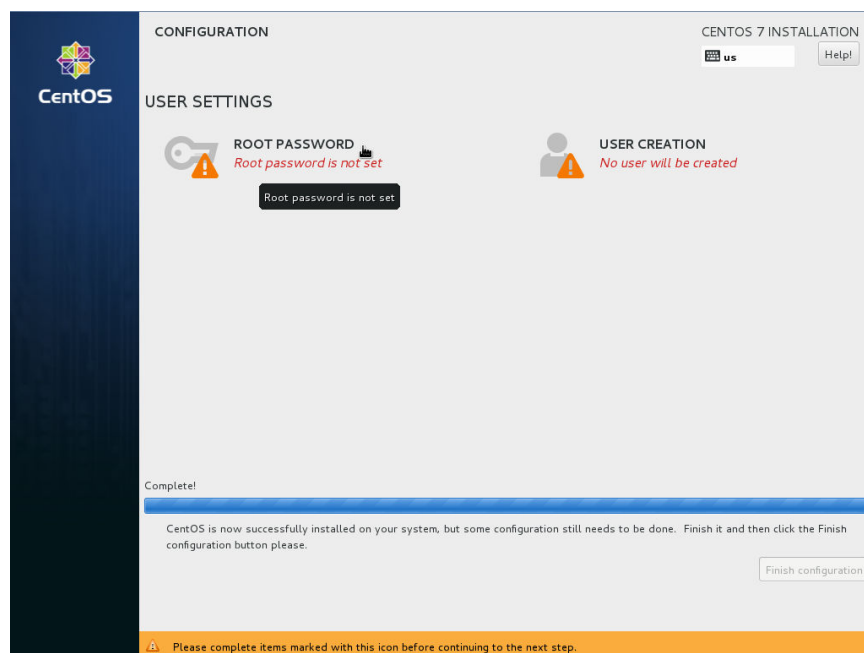 CONFIGURATION
CENTOS 7 INSTALLATION
us
Help!
CentOS
USER SETTINGS
ROOT PASSWORD
Root password is not set
USER CREATION
No user will be created
Root password is not set
Complete!
CentOS is now successfully installed on your system, but some configuration still needs to be done. Finish it and then click the Finish
configuration button please.
Finish configuration
Please complete items marked with this icon before continuing to the next step.